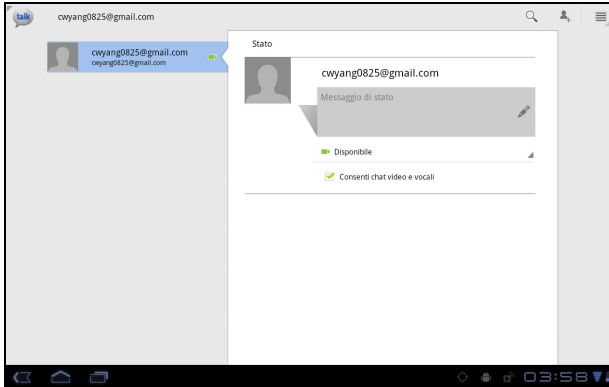 talk
cwyang0825@gmail.com
cwyang0825@gmail.com
cwyang0825@gmail.com
Stato
cwyang0825@gmail.com
Messaggio di stato
Disponibile
Consenti chat video e vocali
03:58